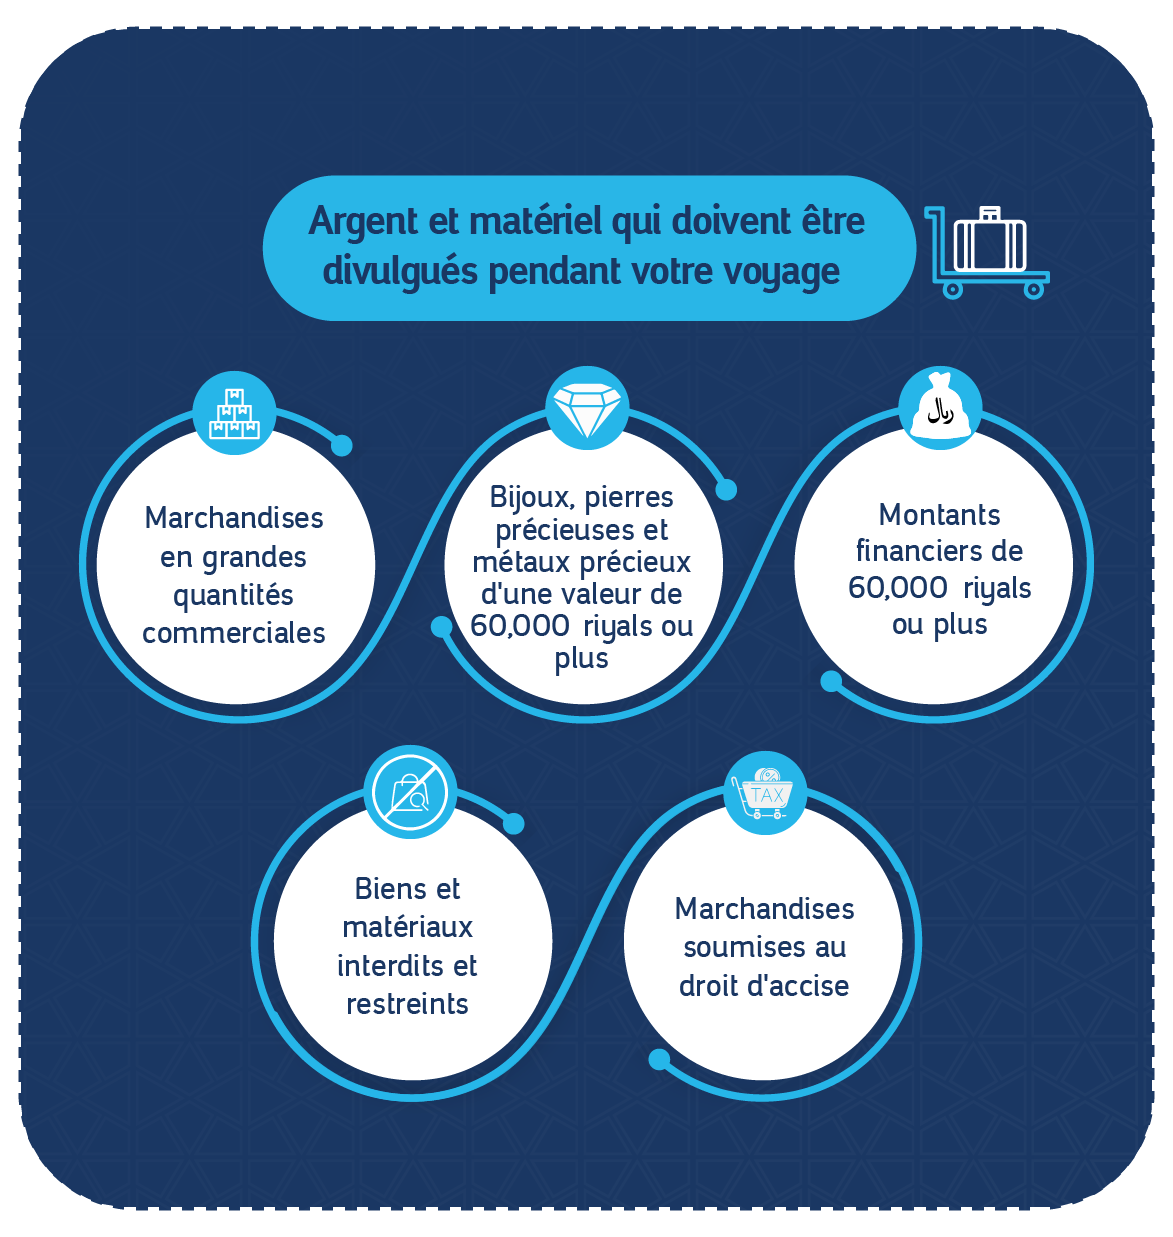 Argent et matériel qui doivent être
divulgués pendant votre voyage
Marchandises
en grandes
quantités
commerciales
Bijoux, pierres
précieuses et
métaux précieux
d'une valeur de
60,000 riyals ou
plus
ريال
Montants
financiers de
60,000 riyals
ou plus
Biens et
matériaux
interdits et
restreints
%
TAX
Marchandises
soumises au
droit d'accise